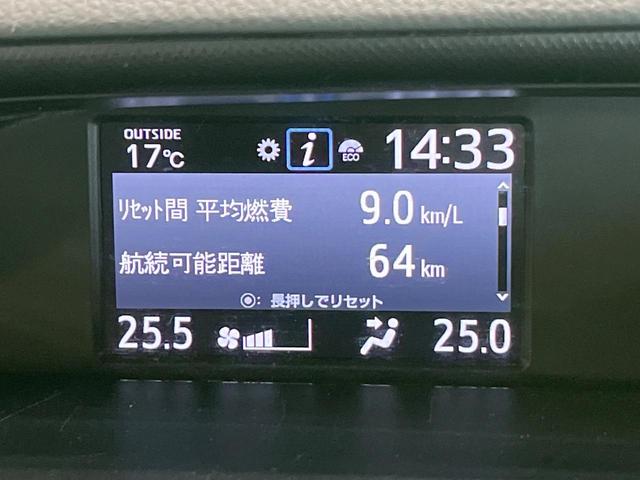 OUTSIDE
17℃
i
ECO
14:33
ﾘｾｯﾄ間 平均燃費 9.0 km/L
航続可能距離 64 km
◉: 長押しでリセット
25.5
25.0